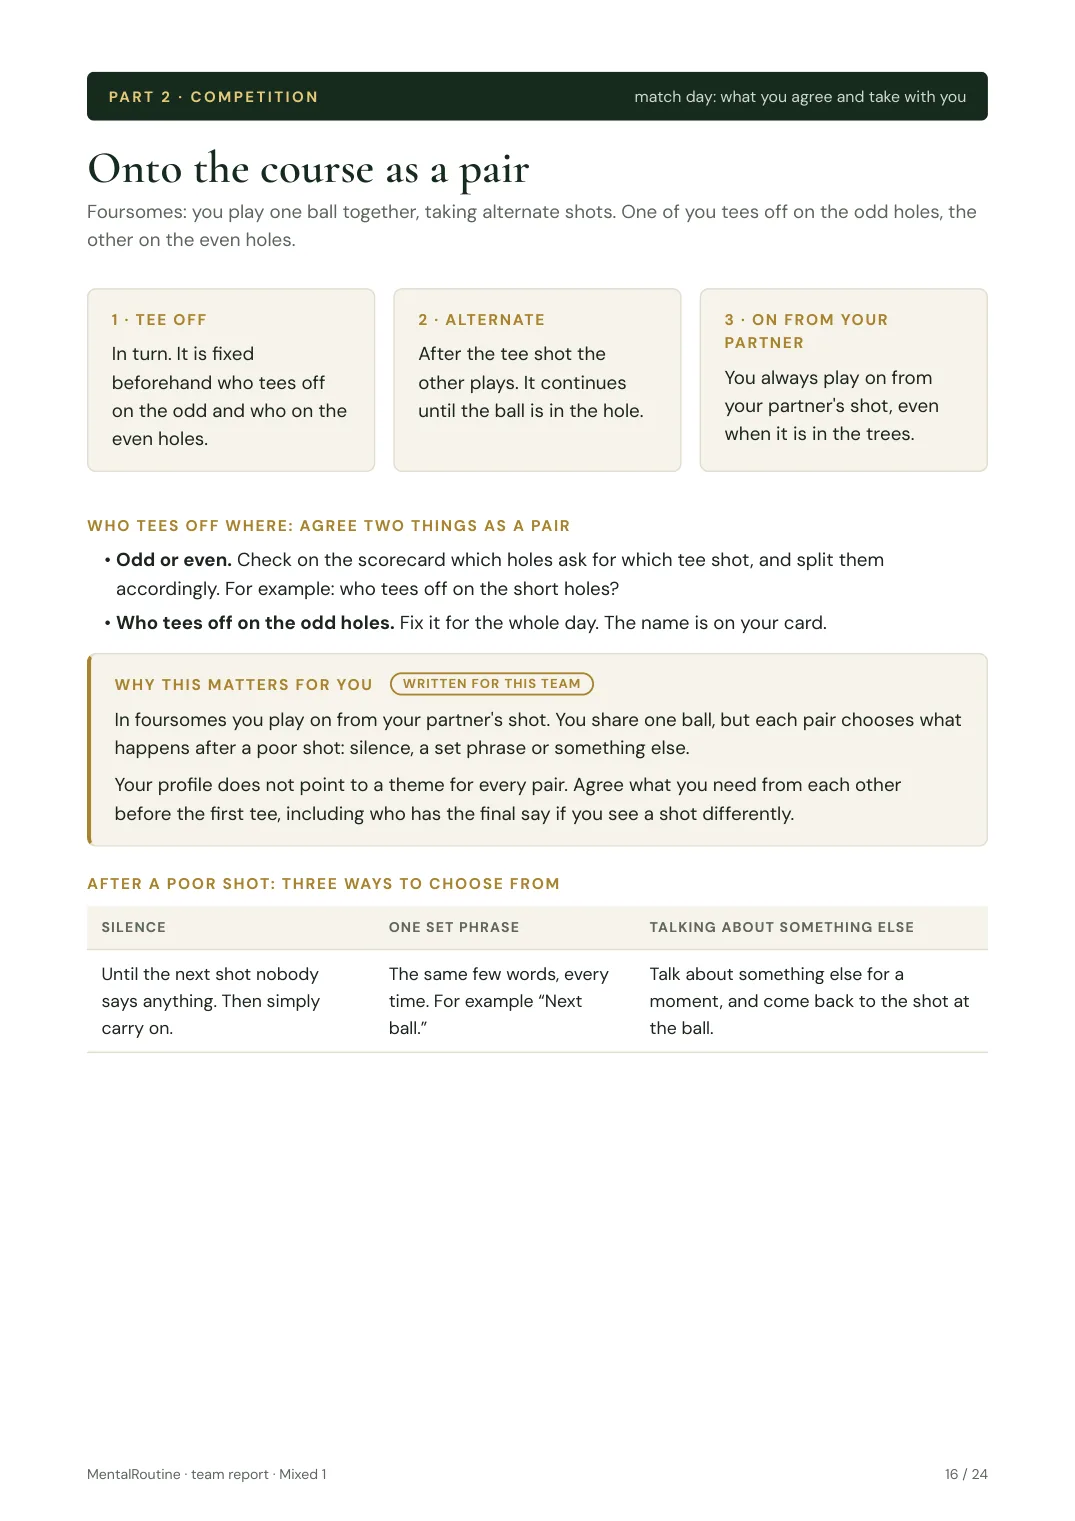 PART 2 · COMPETITION
match day: what you agree and take with you
Onto the course as a pair
Foursomes: you play one ball together, taking alternate shots. One of you tees off on the odd holes, the
other on the even holes.
1 · TEE OFF
In turn. It is fixed
beforehand who tees off
on the odd and who on the
even holes.
2 · ALTERNATE
After the tee shot the
other plays. It continues
until the ball is in the hole.
3 · ON FROM YOUR
PARTNER
You always play on from
your partner's shot, even
when it is in the trees.
WHO TEES OFF WHERE: AGREE TWO THINGS AS A PAIR
• Odd or even. Check on the scorecard which holes ask for which tee shot, and split them
accordingly. For example: who tees off on the short holes?
• Who tees off on the odd holes. Fix it for the whole day. The name is on your card.
WHY THIS MATTERS FOR YOU
WRITTEN FOR THIS TEAM
In foursomes you play on from your partner's shot. You share one ball, but each pair chooses what
happens after a poor shot: silence, a set phrase or something else.
Your profile does not point to a theme for every pair. Agree what you need from each other
before the first tee, including who has the final say if you see a shot differently.
AFTER A POOR SHOT: THREE WAYS TO CHOOSE FROM
SILENCE
Until the next shot nobody
says anything. Then simply
carry on.
ONE SET PHRASE
The same few words, every
time. For example “Next
ball.”
TALKING ABOUT SOMETHING ELSE
Talk about something else for a
moment, and come back to the shot at
the ball.
MentalRoutine · team report · Mixed 1
16 / 24